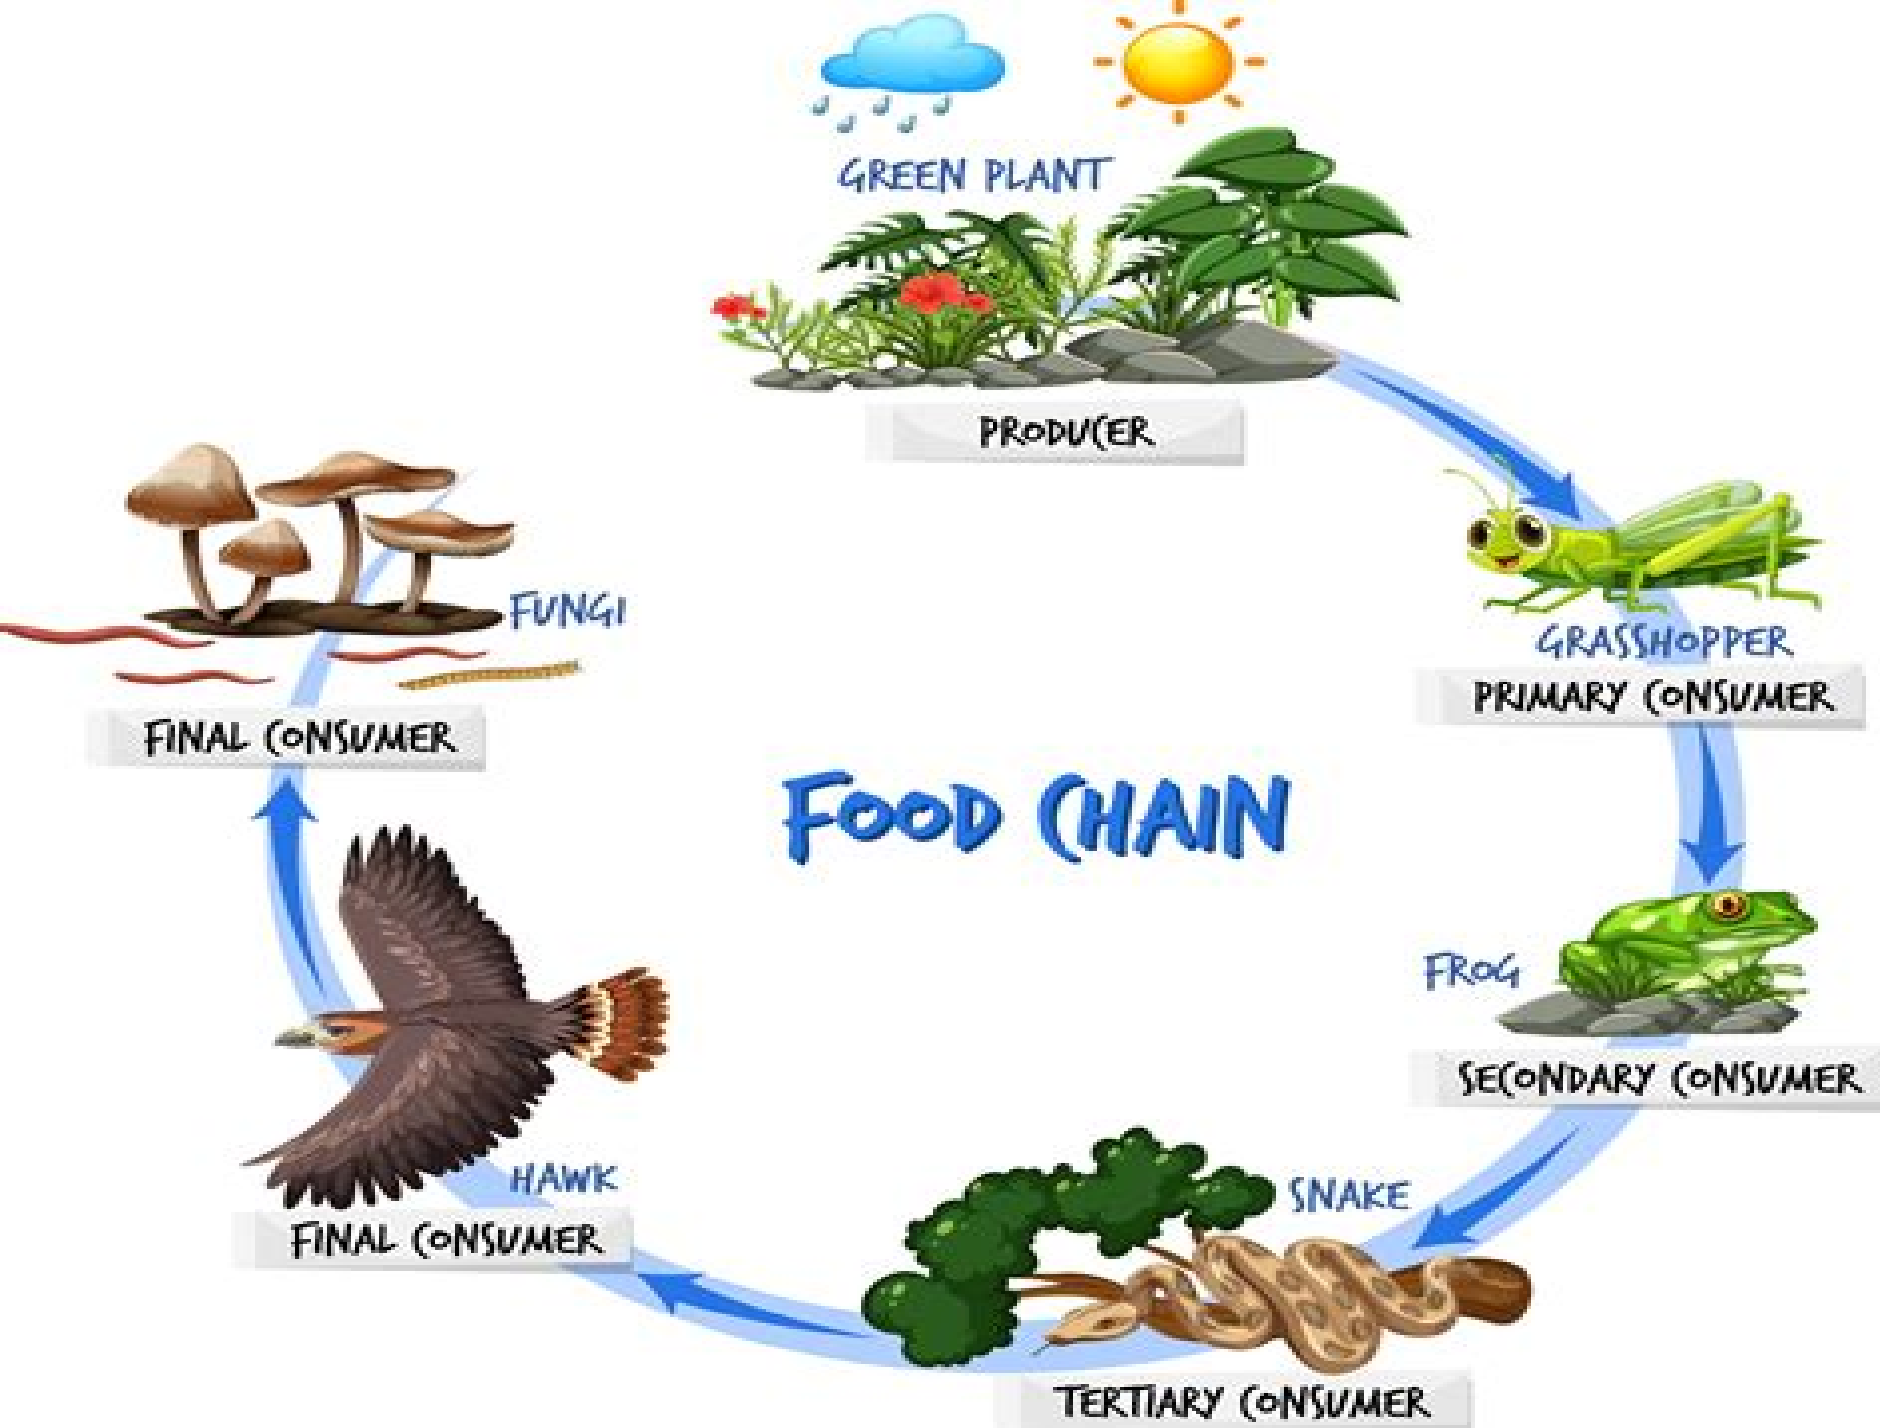 GREEN PLANT
PRODUCER
GRASSHOPPER
PRIMARY CONSUMER
FROG
SECONDARY CONSUMER
SNAKE
TERTIARY CONSUMER
HAWK
FINAL CONSUMER
FUNGI
FINAL CONSUMER
FOOD CHAIN